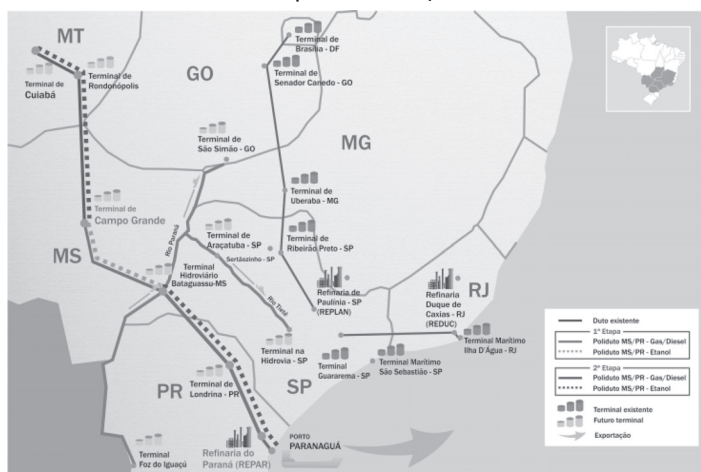 MT
GO
MG
MS
PR
SP
RJ
Terminal de
Brasília - DF
Terminal de
Senador Canedo - GO
Terminal de
Cuiabá
Terminal de
Rondonópolis
Terminal de
São Simão - GO
Terminal de
Uberaba - MG
Terminal de
Campo Grande
Rio Paraná
Terminal de
Araçatuba - SP
Sertãozinho - SP
Terminal de
Ribeirão Preto - SP
Terminal
Hidroviário
Bataguassu-MS
Rio Tietê
Refinaria de
Paulínia - SP
(REPLAN)
Refinaria
Duque de
Caxias - RJ
(REDUC)
Terminal na
Hidrovia - SP
Terminal
Guararema - SP
Terminal Marítimo
São Sebastião - SP
Terminal Marítimo
Ilha D'Água - RJ
Terminal de
Londrina - PR
Terminal
Foz do Iguaçú
Refinaria do
Paraná (REPAR)
PORTO
PARANAGUÁ
Duto existente
1ª Etapa
Poliduto MS/PR - Gas/Diesel
Poliduto MS/PR - Etanol
2ª Etapa
Poliduto MS/PR - Gas/Diesel
Poliduto MS/PR - Etanol
Terminal existente
Futuro terminal
Exportação